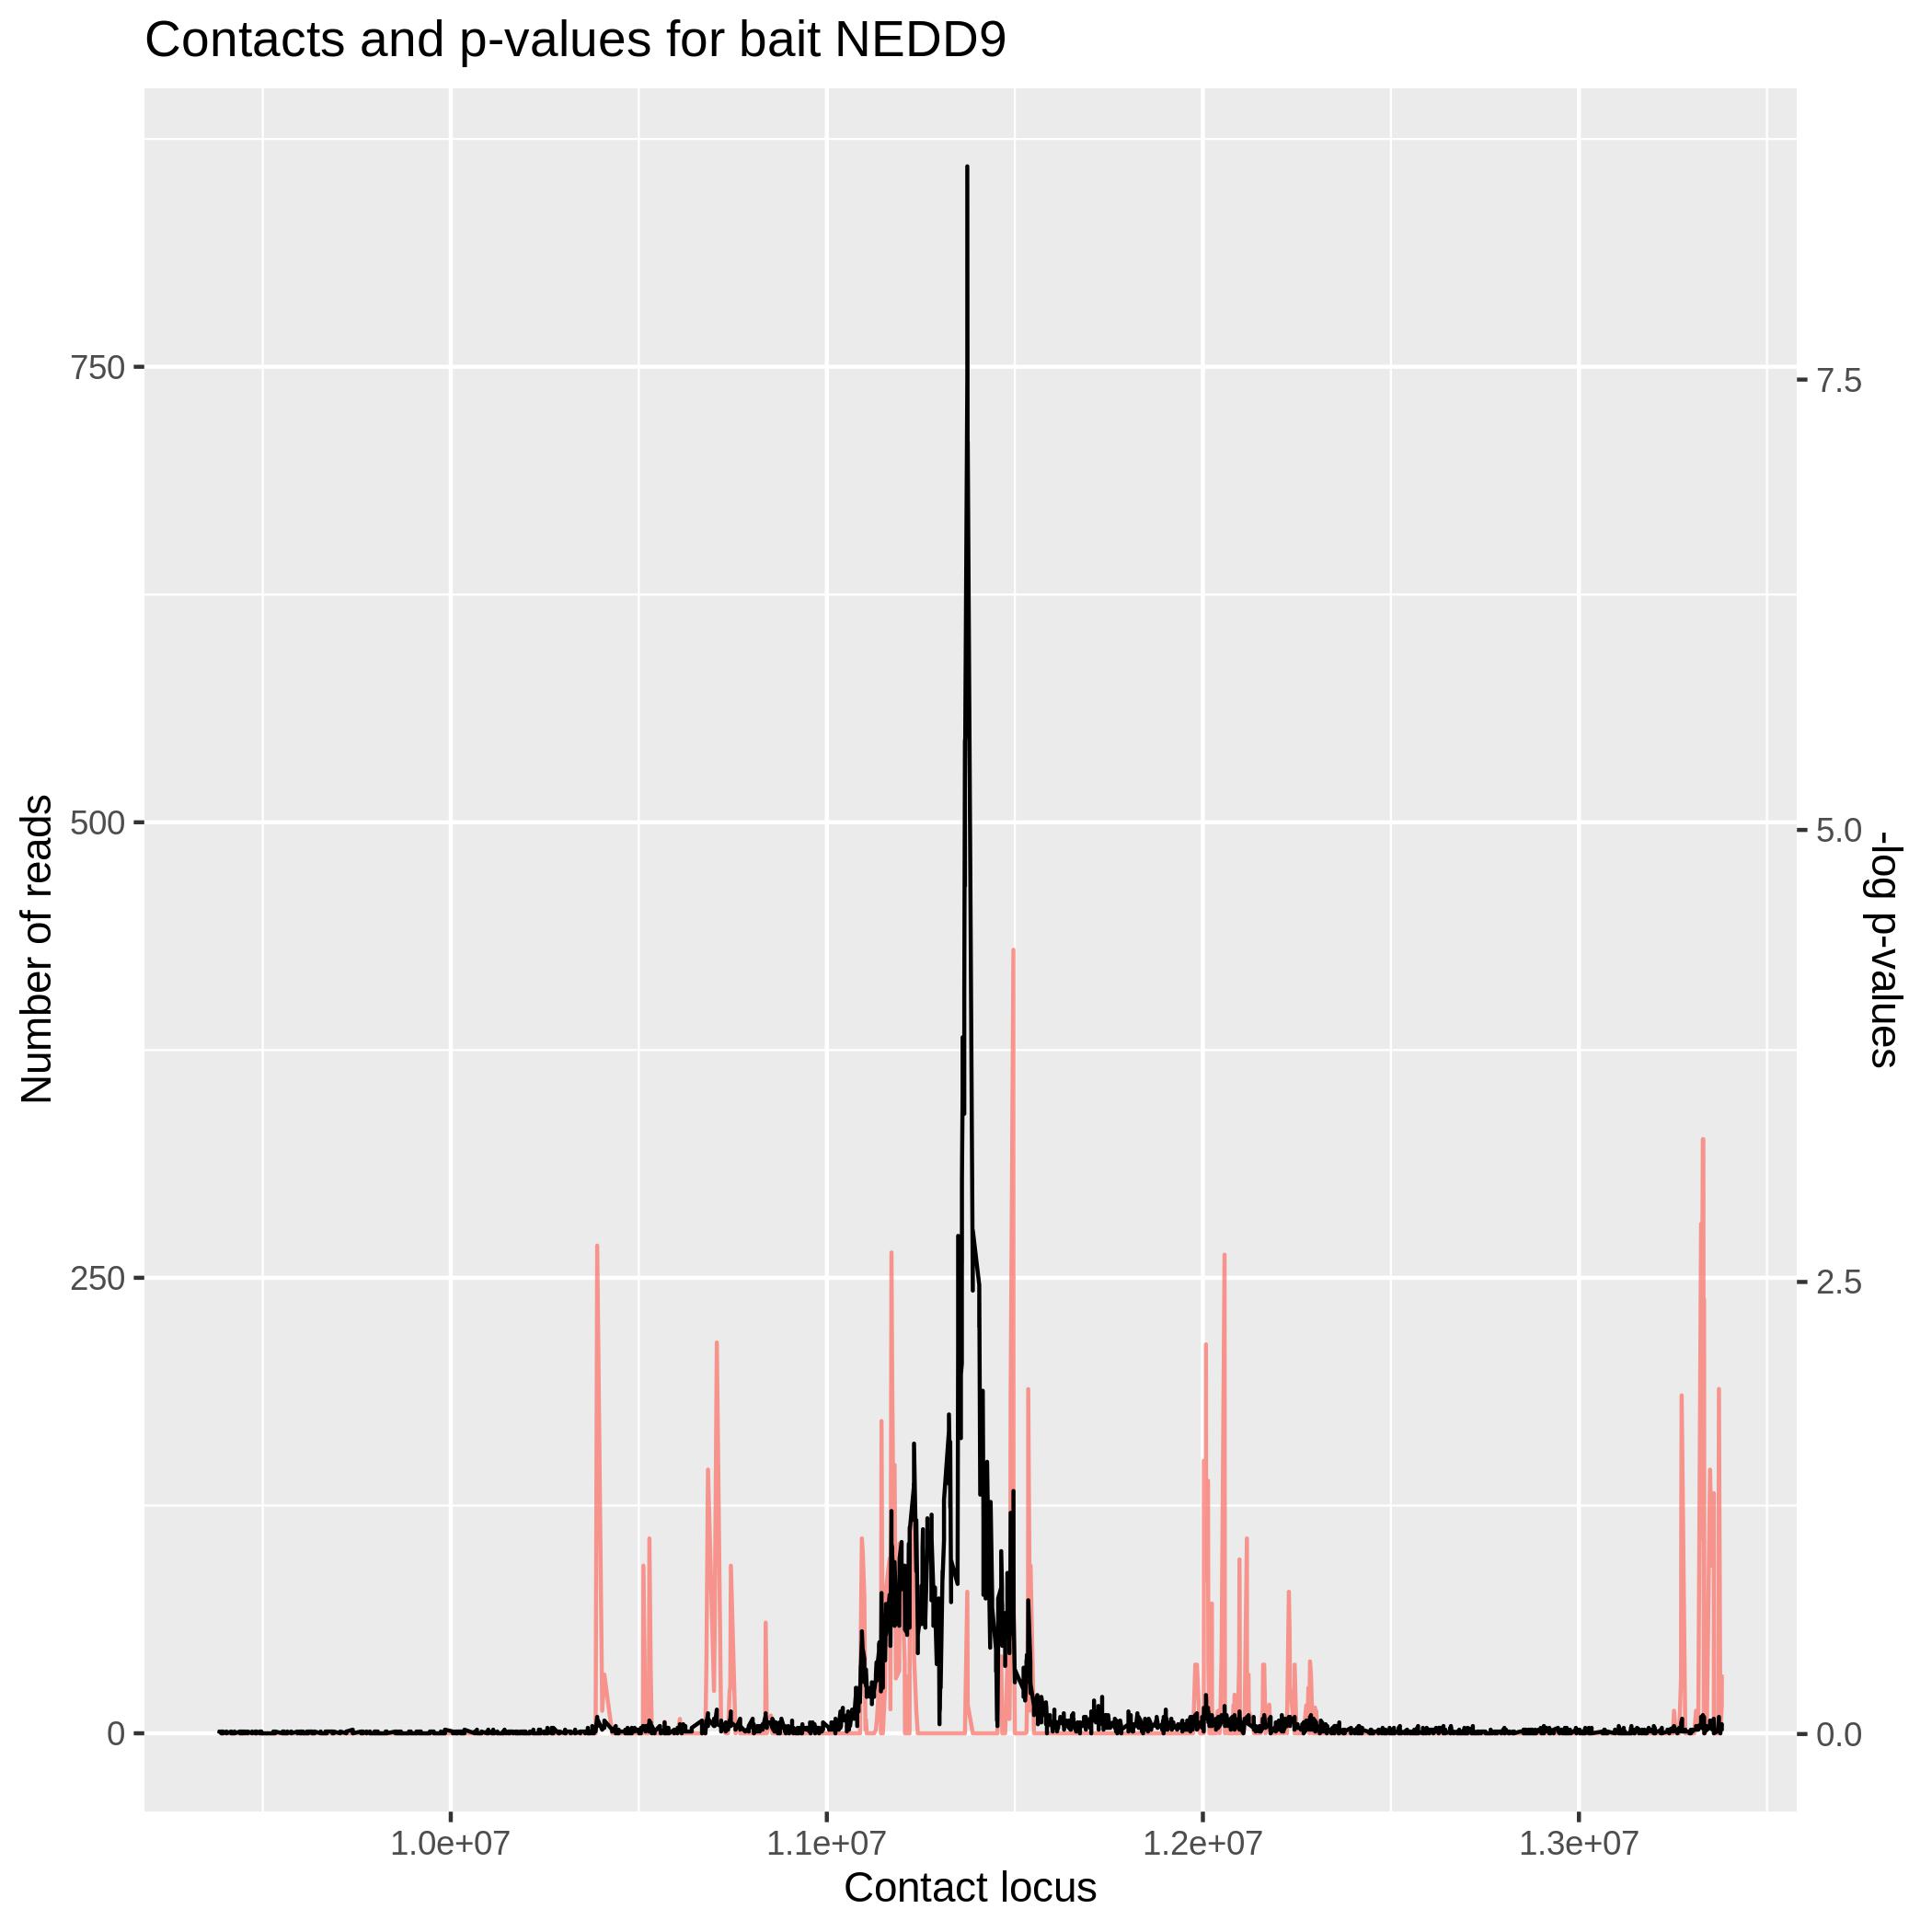 Contacts and p-values for bait NEDD9
Number of reads
750
500
250
0
7.5
5.0
2.5
0.0
-log p-values
1.0e+07
1.1e+07
1.2e+07
1.3e+07
Contact locus